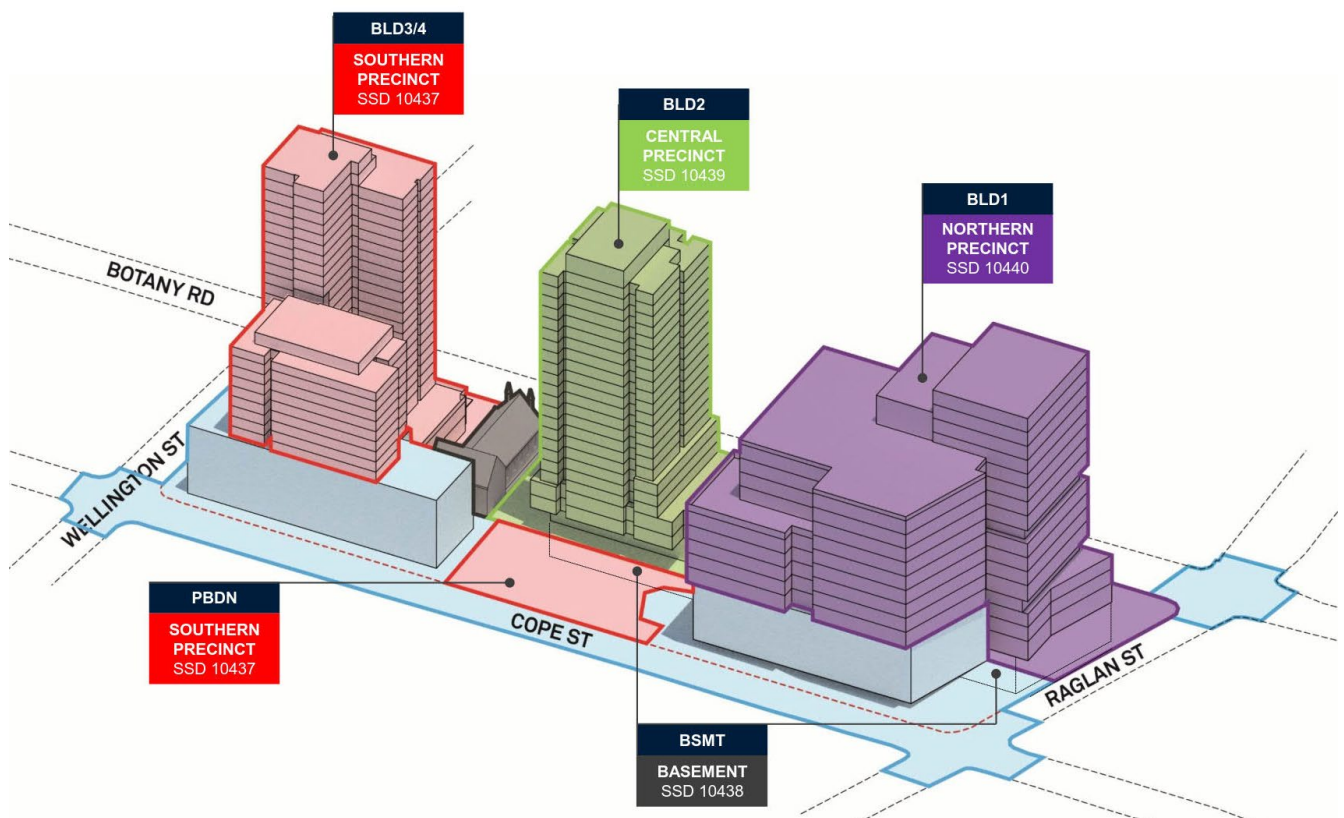 BLD3/4
SOUTHERN
PRECINCT
SSD 10437
BLD2
CENTRAL
PRECINCT
SSD 10439
BLD1
NORTHERN
PRECINCT
SSD 10440
BOTANY RD
WELLINGTON ST
PBDN
SOUTHERN
PRECINCT
SSD 10437
COPE ST
RAGLAN ST
BSMT
BASEMENT
SSD 10438